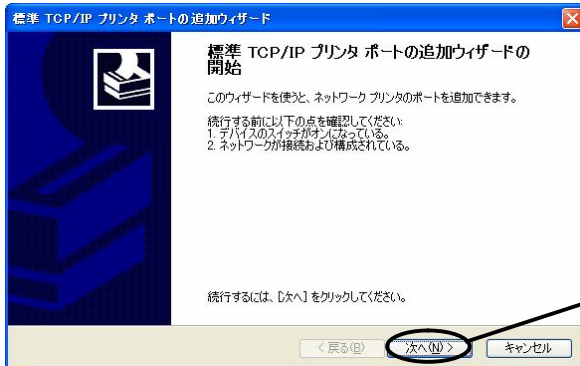 標準 TCP/IP プリンタ ポートの追加ウィザード
標準 TCP/IP プリンタ ポートの追加ウィザードの
開始
このウィザードを使うと、ネットワーク プリンタのポートを追加できます。
続行する前に以下の点を確認してください:
1. デバイスのスイッチがオンになっている。
2. ネットワークが接続および構成されている。
続行するには、[次へ] をクリックしてください。
< 戻る(B)
次へ(N) >
キャンセル